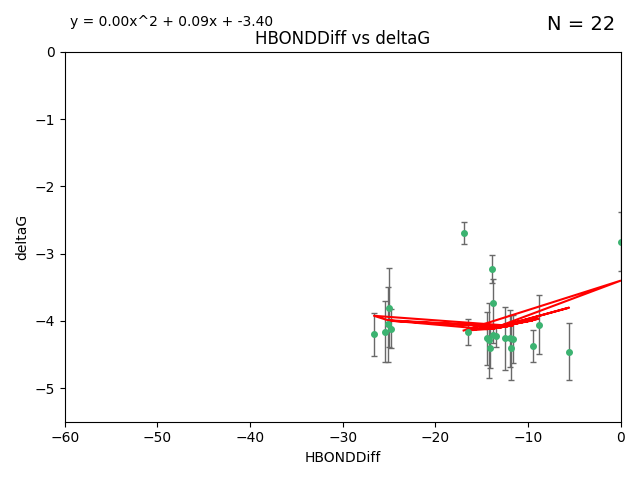 y = 0.00x^2 + 0.09x + -3.40
N = 22
HBONDDiff vs deltaG
0
−1
−2
−3
−4
−5
deltaG
−60
−50
−40
−30
−20
−10
0
HBONDDiff